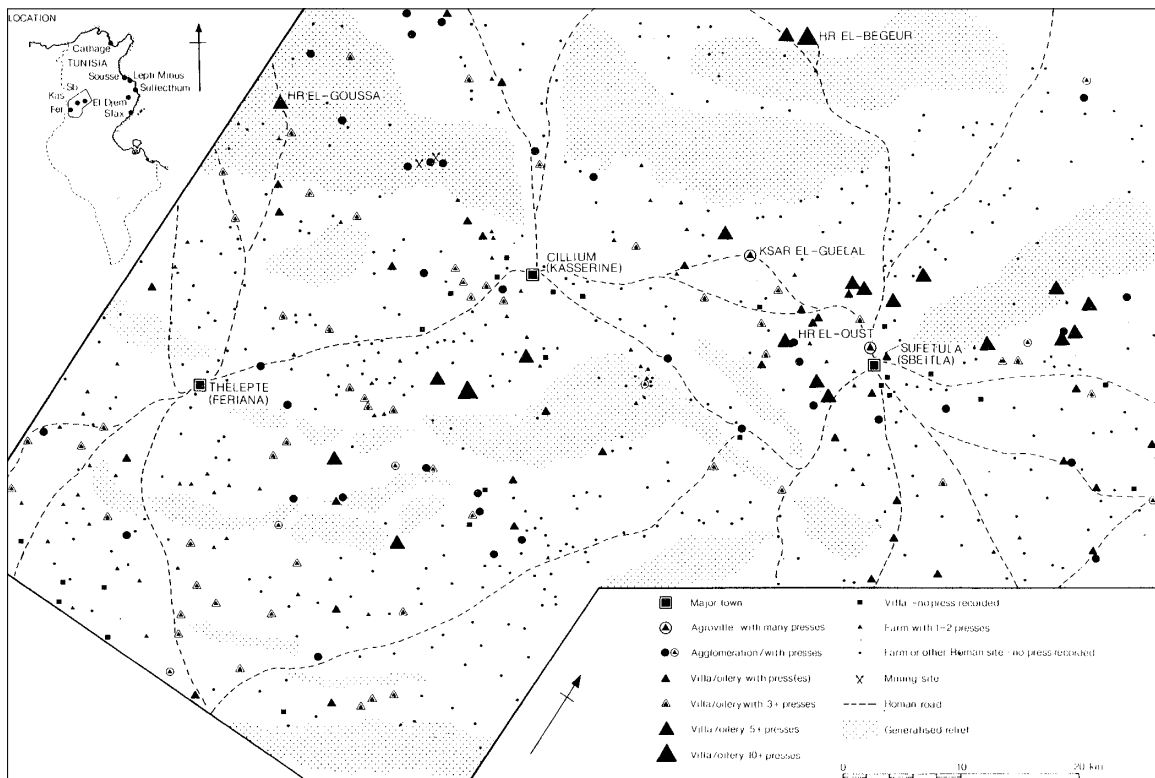 LOCATION
Cathage
TUNISIA
Sousse
Lepti Minus
Sullecthum
Sb
Kas
El Djem
Fer
Sfax
HR EL-BEGEUR
HR EL-GOUSSA
KSAR EL-GUELAL
CILLIUM
(KASSERINE)
HR EL-OUST
SUFETULA
(SBEITLA)
THELEPTE
(FERIANA)
Major town
Agroville with many presses
Agglomeration/with presses
Villa/oilery with press(es)
Villa/oilery with 3+ presses
Villa/oilery 5+ presses
Villa/oilery 10+ presses
Villa - no press recorded
Farm with 1-2 presses
Farm or other Roman site - no press recorded
Mining site
Roman road
Generalised relief
0 10 20 km